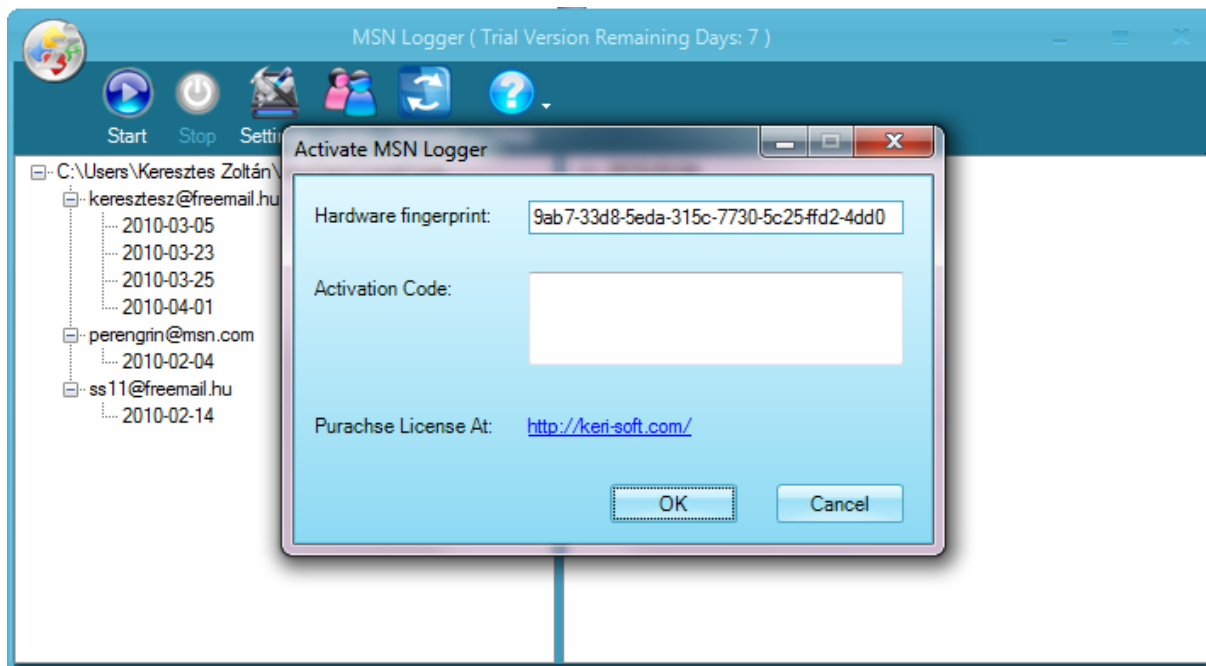 MSN Logger ( Trial Version Remaining Days: 7 )
Start Stop
Activate MSN Logger
C:\Users\Keresztes Zoltán\
keresztesz@freemail.hu
2010-03-05
2010-03-23
2010-03-25
2010-04-01
perengrin@msn.com
2010-02-04
ss11@freemail.hu
2010-02-14
Hardware fingerprint: 9ab7-33d8-5eda-315c-7730-5c25-ffd2-4dd0
Activation Code:
Purachse License At: http://keri-soft.com/
OK Cancel